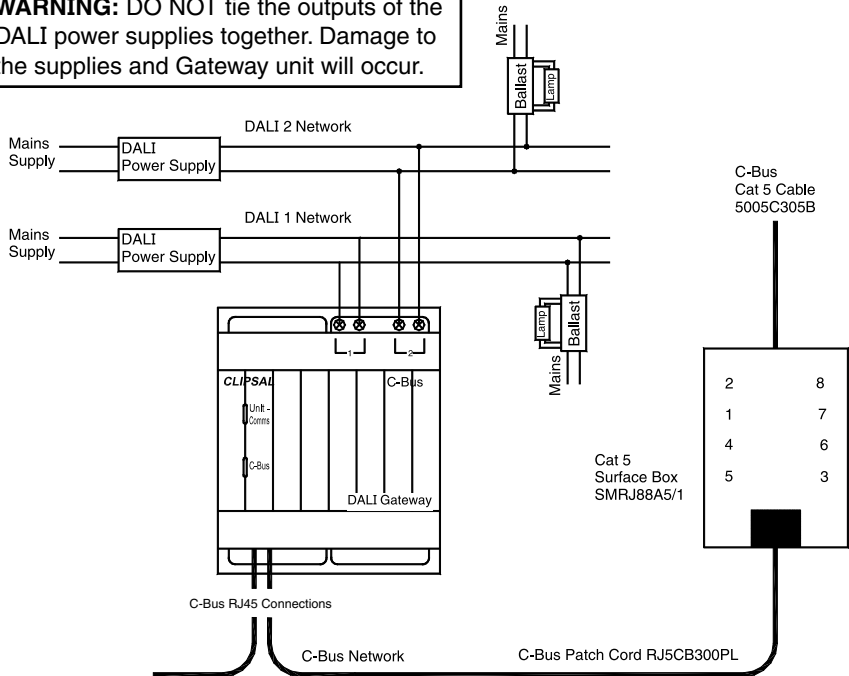 WARNING: DO NOT tie the outputs of the
DALI power supplies together. Damage to
the supplies and Gateway unit will occur.
Mains
Ballast
Lamp
DALI 2 Network
Mains
Supply
DALI
Power Supply
C-Bus
Cat 5 Cable
5005C305B
DALI 1 Network
Mains
Supply
DALI
Power Supply
Lamp
Ballast
Mains
1
2
CLIPSAL
C-Bus
Unit -
Comms
C-Bus
DALI Gateway
2 8
1 7
4 6
5 3
Cat 5
Surface Box
SMRJ88A5/1
C-Bus RJ45 Connections
C-Bus Network
C-Bus Patch Cord RJ5CB300PL